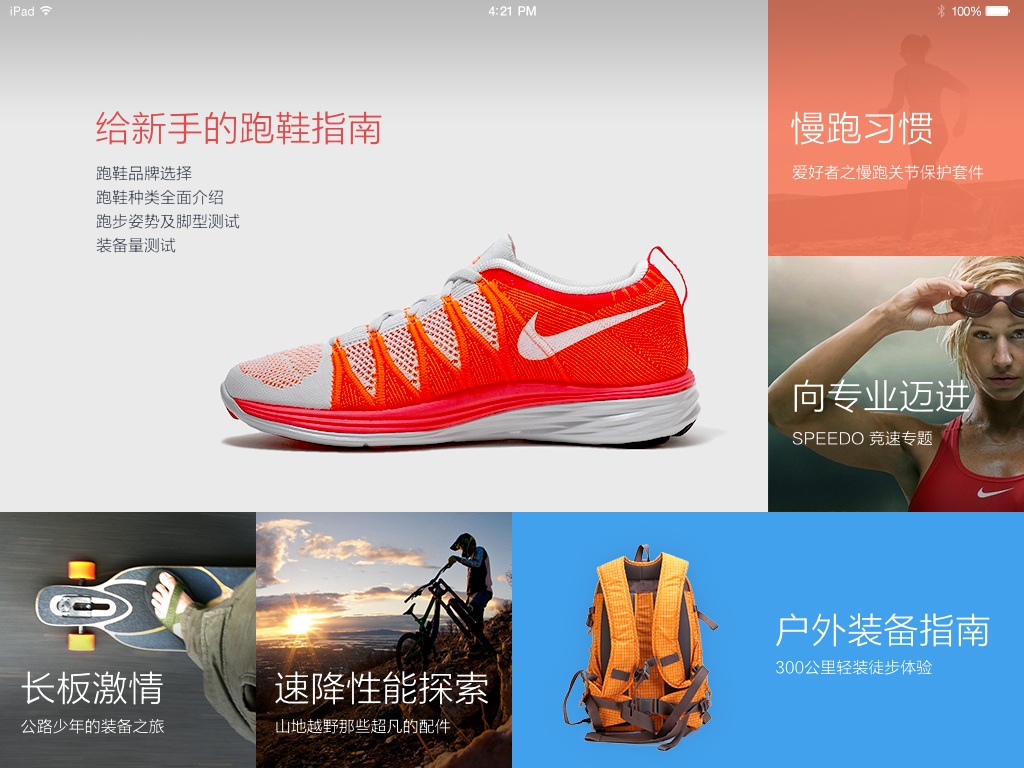 iPad
4:21 PM
100%
给新手的跑鞋指南
跑鞋品牌选择
跑鞋种类全面介绍
跑步姿势及脚型测试
装备量测试
慢跑习惯
爱好者之慢跑关节保护套件
向专业迈进
SPEEDO 竞速专题
长板激情
公路少年的装备之旅
速降性能探索
山地越野那些超凡的配件
户外装备指南
300公里轻装徒步体验